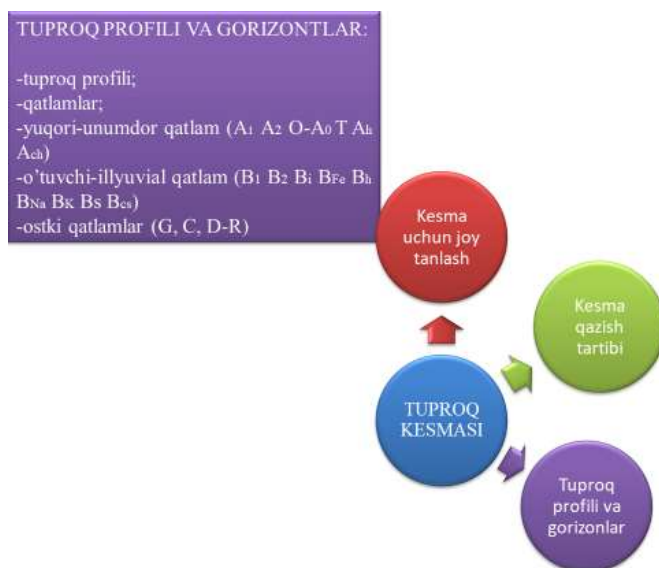 TUPROQ PROFILI VA GORIZONTLAR:
-tuproq profili;
-qatlamlar;
-yuqori-unumdor qatlam (A₁ A₂ O-A₀ T Aₕ
A꜀ₕ)
-o’tuvchi-illyuvial qatlam (B₁ B₂ Bᵢ BFe Bₕ
BNa BK Bs Bcs)
-ostki qatlamlar (G, C, D-R)
Kesma
uchun joy
tanlash
Kesma
qazish
tartibi
TUPROQ
KESMASI
Tuproq
profili va
gorizonlar